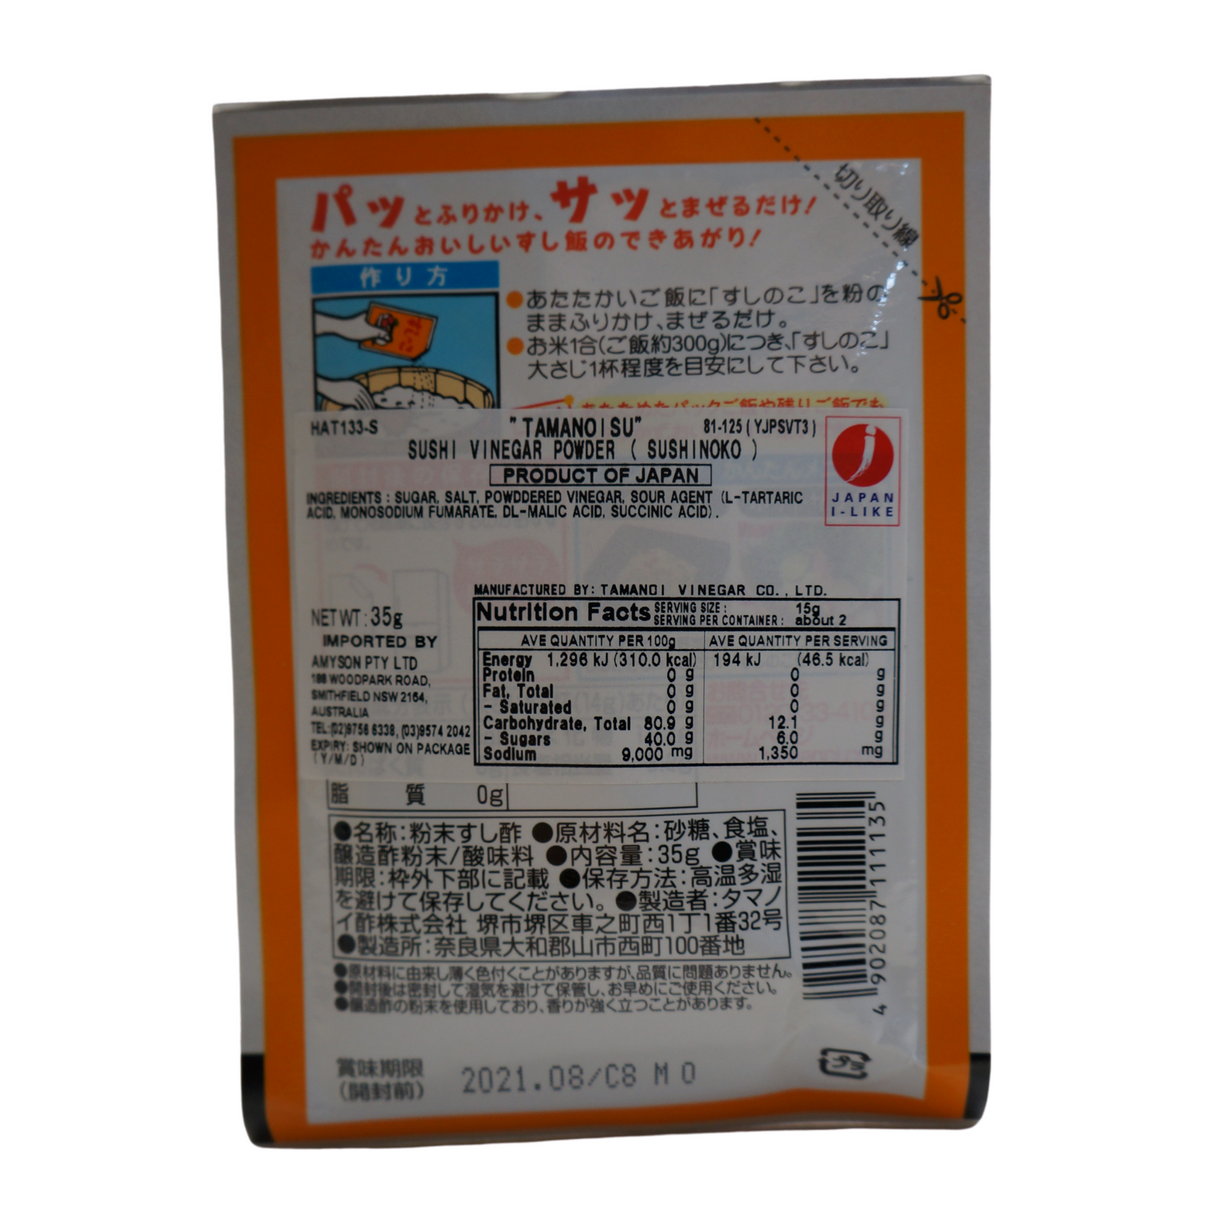 切り取り線
パッとふりかけ、サッとまぜるだけ!
かんたんおいしいすし飯のできあがり!
作り方
●あたたかいご飯に「すしのこ」を粉の
ままふりかけ、まぜるだけ。
●お米1合(ご飯約300g)につき、「すしのこ」
大さじ1杯程度を目安にして下さい。
HAT133-S
"TAMANOISU"
81-125 (YJPSVT3)
SUSHI VINEGAR POWDER ( SUSHINOKO )
PRODUCT OF JAPAN
JAPAN
I-LIKE
INGREDIENTS : SUGAR, SALT, POWDDERED VINEGAR, SOUR AGENT (L-TARTARIC
ACID, MONOSODIUM FUMARATE, DL-MALIC ACID, SUCCINIC ACID).
MANUFACTURED BY: TAMANOI VINEGAR CO., LTD.
NET WT: 35g
IMPORTED BY
AMYSON PTY LTD
188 WOODPARK ROAD,
SMITHFIELD NSW 2164,
AUSTRALIA
TEL:(02)9756 6338, (03)9574 2042
EXPIRY: SHOWN ON PACKAGE
(Y/M/D)
Nutrition Facts
SERVING SIZE: 15g
SERVING PER CONTAINER: about 2
AVE QUANTITY PER 100g AVE QUANTITY PER SERVING
Energy 1,296 kJ (310.0 kcal) 194 kJ (46.5 kcal)
Protein 0 g 0 g
Fat, Total 0 g 0 g
- Saturated 0 g 0 g
Carbohydrate, Total 80.9 g 12.1 g
- Sugars 40.0 g 6.0 g
Sodium 9,000 mg 1,350 mg
脂 質 0g
●名称:粉末すし酢 ●原材料名:砂糖、食塩、
醸造酢粉末/酸味料 ●内容量:35g ●賞味
期限:枠外下部に記載 ●保存方法:高温多湿
を避けて保存してください。●製造者:タマノ
イ酢株式会社 堺市堺区車之町西1丁1番32号
●製造所:奈良県大和郡山市西町100番地
●原材料に由来し薄く色付くことがありますが、品質に問題ありません。
●開封後は密封して湿気を避けて保管し、お早めにご使用ください。
●醸造酢の粉末を使用しており、香りが強く立つことがあります。
4 902087 111135
賞味期限
(開封前)
2021.08/C8 M O